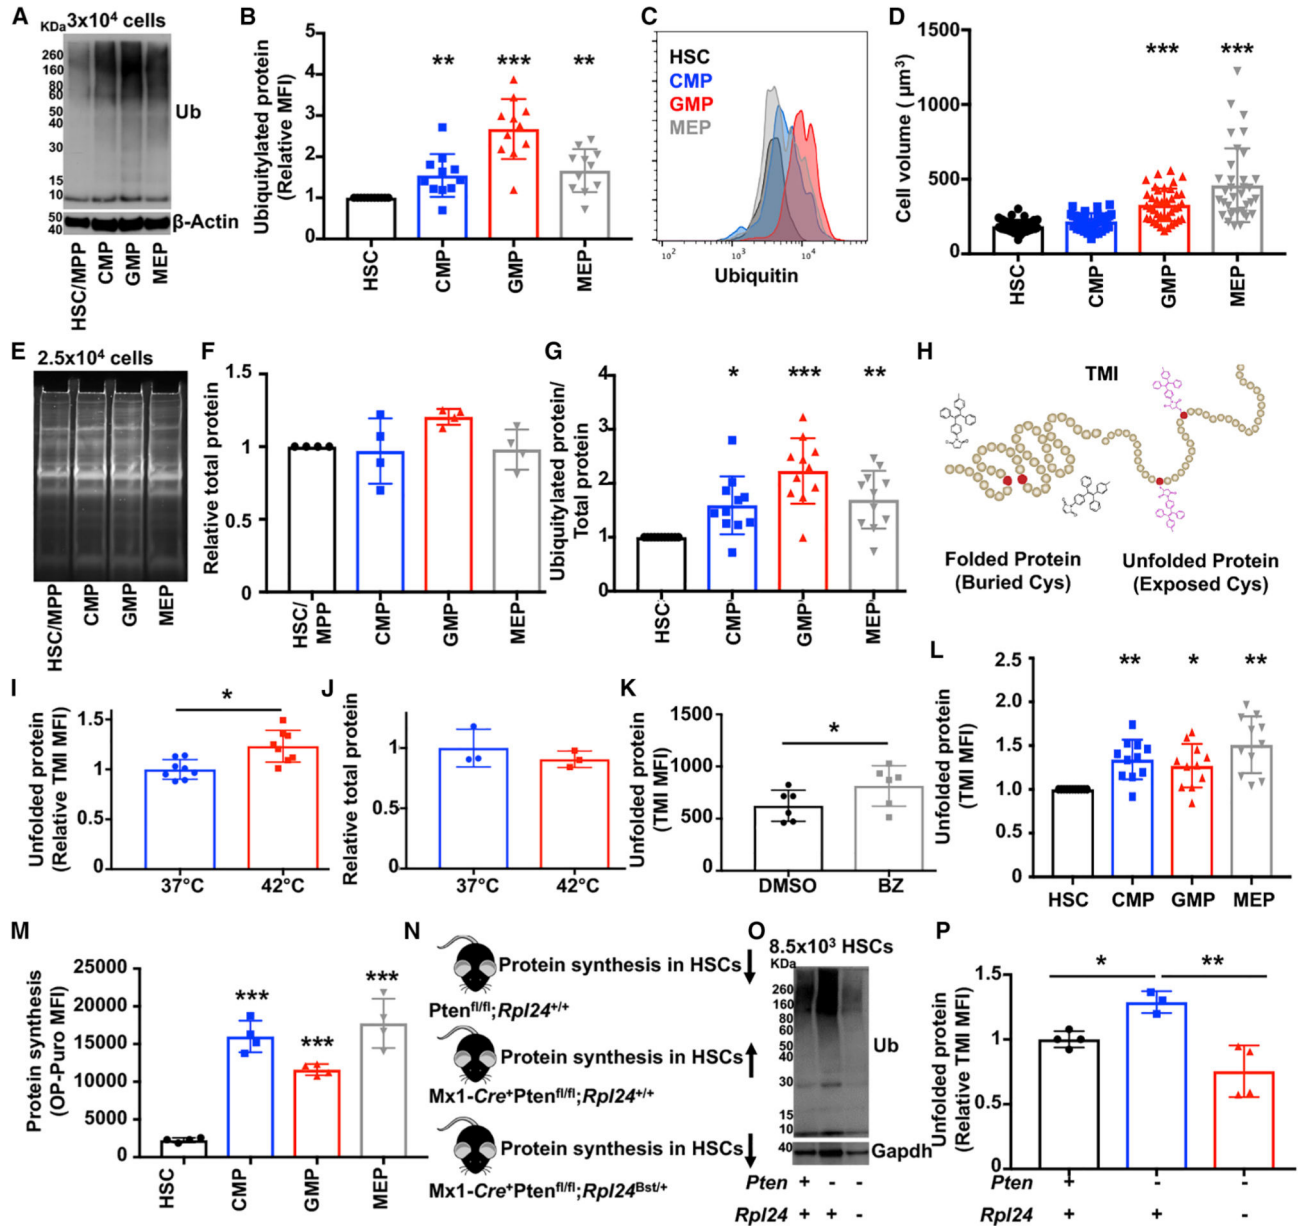 A
3x10⁴ cells
KDa
260
160
80
60
50
40
30
15
10
Ub
50
40
β-Actin
HSC/MPP
CMP
GMP
MEP
B
Ubiquitylated protein
(Relative MFI)
5
4
3
2
1
0
**
***
**
HSC
CMP
GMP
MEP
C
HSC
CMP
GMP
MEP
10²
10³
10⁴
Ubiquitin
D
Cell volume ( µm³)
1500
1000
500
0
***
***
HSC
CMP
GMP
MEP
E
2.5x10⁴ cells
HSC/MPP
CMP
GMP
MEP
F
Relative total protein
1.5
1
0.5
0
HSC/
MPP
CMP
GMP
MEP
G
Ubiquitylated protein/
Total protein
4
3
2
1
0
*
***
**
HSC
CMP
GMP
MEP
H
TMI
Folded Protein
(Buried Cys)
Unfolded Protein
(Exposed Cys)
I
Unfolded protein
(Relative TMI MFI)
1.5
1
0.5
0
*
37°C
42°C
J
Relative total protein
1
0.5
0
37°C
42°C
K
Unfolded protein
(TMI MFI)
1500
1000
500
0
*
DMSO
BZ
L
Unfolded protein
(TMI MFI)
2.5
2.0
1.5
1.0
0.5
0
**
*
**
HSC
CMP
GMP
MEP
M
Protein synthesis
(OP-Puro MFI)
25000
20000
15000
10000
5000
0
***
***
***
HSC
CMP
GMP
MEP
N
Protein synthesis in HSCs
Ptenfl/fl;Rpl24+/+
Protein synthesis in HSCs
Mx1-Cre+Ptenfl/fl;Rpl24+/+
Protein synthesis in HSCs
Mx1-Cre+Ptenfl/fl;Rpl24Bst/+
O
8.5x10³ HSCs
KDa
260
160
80
60
50
40
30
15
10
Ub
40
Gapdh
Pten + - -
Rpl24 + + -
P
Unfolded protein
(Relative TMI MFI)
1.5
1
0.5
0
*
**
Pten + - -
Rpl24 + + -